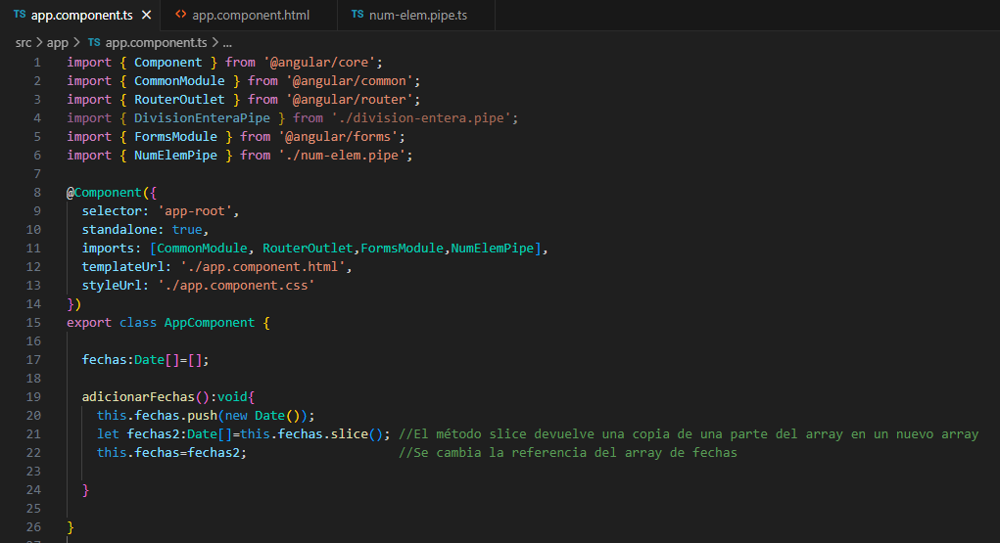 TS app.component.ts × <> app.component.html TS num-elem.pipe.ts
src > app > TS app.component.ts > ...
1 import { Component } from '@angular/core';
2 import { CommonModule } from '@angular/common';
3 import { RouterOutlet } from '@angular/router';
4 import { DivisionEnteraPipe } from './division-entera.pipe';
5 import { FormsModule } from '@angular/forms';
6 import { NumElemPipe } from './num-elem.pipe';
7
8 @Component({
9   selector: 'app-root',
10   standalone: true,
11   imports: [CommonModule, RouterOutlet,FormsModule,NumElemPipe],
12   templateUrl: './app.component.html',
13   styleUrl: './app.component.css'
14 })
15 export class AppComponent {
16
17   fechas:Date[]=[];
18
19   adicionarFechas():void{
20     this.fechas.push(new Date());
21     let fechas2:Date[]=this.fechas.slice(); //El método slice devuelve una copia de una parte del array en un nuevo array
22     this.fechas=fechas2;                    //Se cambia la referencia del array de fechas
23
24   }
25
26 }
27